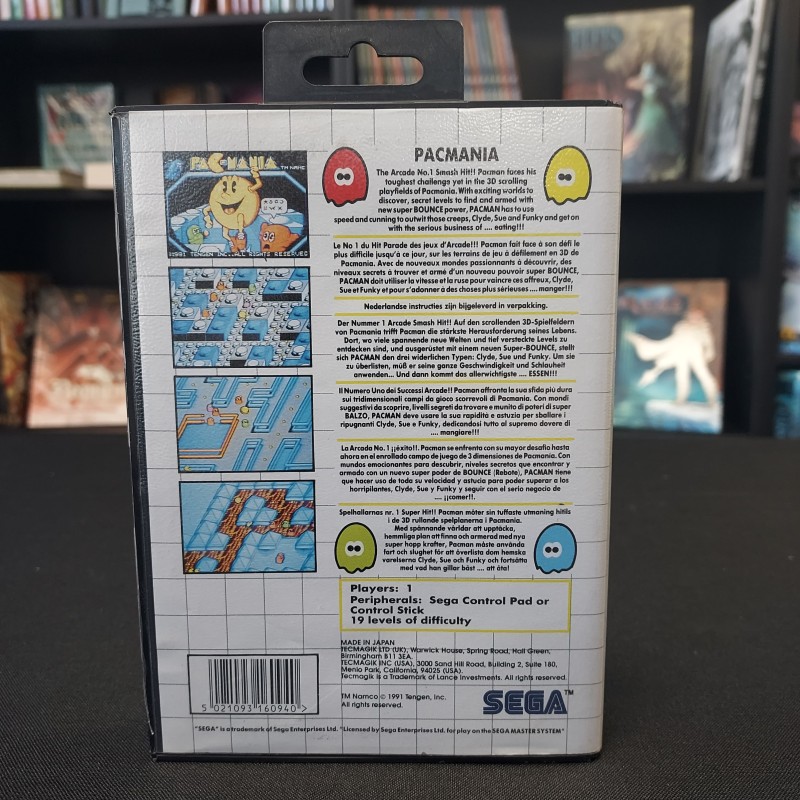 PAC-MANIA
TM NAMC
©1991 TENGEN INC. ALL RIGHTS RESERVED
PACMANIA
The Arcade No.1 Smash Hit!! Pacman faces his
toughest challenge yet in the 3D scrolling
playfields of Pacmania. With exciting worlds to
discover, secret levels to find and armed with
new super BOUNCE power, PACMAN has to use
speed and cunning to outwit those creeps, Clyde, Sue and Funky and get on
with the serious business of .... eating!!!
Le No 1 du Hit Parade des jeux d'Arcade!!! Pacman fait face à son défi le
plus difficile jusqu'à ce jour, sur les terrains de jeu à défilement en 3D de
Pacmania. Avec de nouveaux mondes passionnants à découvrir, des
niveaux secrets à trouver et armé d'un nouveau pouvoir super BOUNCE,
PACMAN doit utiliser la vitesse et la ruse pour vaincre ces affreux, Clyde,
Sue et Funky et pour s'adonner a des choses plus sérieuses .... manger!!!
Nederlandse instructies zijn bijgeleverd in verpakking.
Der Nummer 1 Arcade Smash Hit!! Auf den scrollenden 3D-Spielfeldern
von Pacmania trifft Pacman die stärkste Herausforderung seines Lebens.
Dort, wo viele spannende neue Welten und tief versteckte Levels zu
entdecken sind, und ausgerüstet mit einem neuen Super-BOUNCE, stellt
sich PACMAN den drei widerlichen Typen: Clyde, Sue und Funky. Um sie
zu überlisten, müß er seine ganze Geschwindigkeit und Schlauheit
anwenden... Und dann kommt das allerwichtigste .... ESSEN!!!
Il Numero Uno dei Successi Arcade!! Pacman affronta la sua sfida più dura
sui tridimensionali campi da gioco scorrevoli di Pacmania. Con mondi
suggestivi da scoprire, livelli segreti da trovare e munito di poteri di super
BALZO, PACMAN deve usare la sua rapidità e astuzia per sbollare i
ripugnanti Clyde, Sue e Funky, dedicandosi tutto al supremo dovere di
.... mangiare!!!
La Arcada No. 1 ¡¡éxito!!. Pacman se enfrenta con su mayor desafío hasta
ahora en el enrollado campo de juego de 3 dimensiones de Pacmania. Con
mundos emocionantes para descubrir, niveles secretos que encontrar y
armado con un nuevo super poder de BOUNCE (Rebote), PACMAN tiene
que hacer uso de toda su velocidad y astucia para poder superar a los
horripilantes, Clyde, Sue y Funky y seguir con el serio negocio de
.... ¡¡comer!!.
Spelhallarnas nr. 1 Super Hit!! Pacman möter sin tuffaste utmaning hitils
i de 3D rullande spelplanerna i Pacmania.
Med spännande världar att upptäcka,
hemmliga plan att finna och armerad med nya
super hopp krafter, Pacman måste använda
fart och slughet för att överlista dom hemska
varelserna Clyde, Sue och Funky och fortsätta
med vad han gillar bäst .... att äta!
Players: 1
Peripherals: Sega Control Pad or
Control Stick
19 levels of difficulty
MADE IN JAPAN
TECMAGIK LTD (UK), Warwick House, Spring Road, Hall Green,
Birmingham B11 3EA.
TECMAGIK INC (USA), 3000 Sand Hill Road, Building 2, Suite 180,
Menlo Park, California, 94025 (USA).
Tecmagik is a Trademark of Lance Investments. All rights reserved.
TM Namco © 1991 Tengen, Inc.
All rights reserved.
SEGA™
5 021093 160940 >
"SEGA" is a trademark of Sega Enterprises Ltd. "Licensed by Sega Enterprises Ltd. for play on the SEGA MASTER SYSTEM"